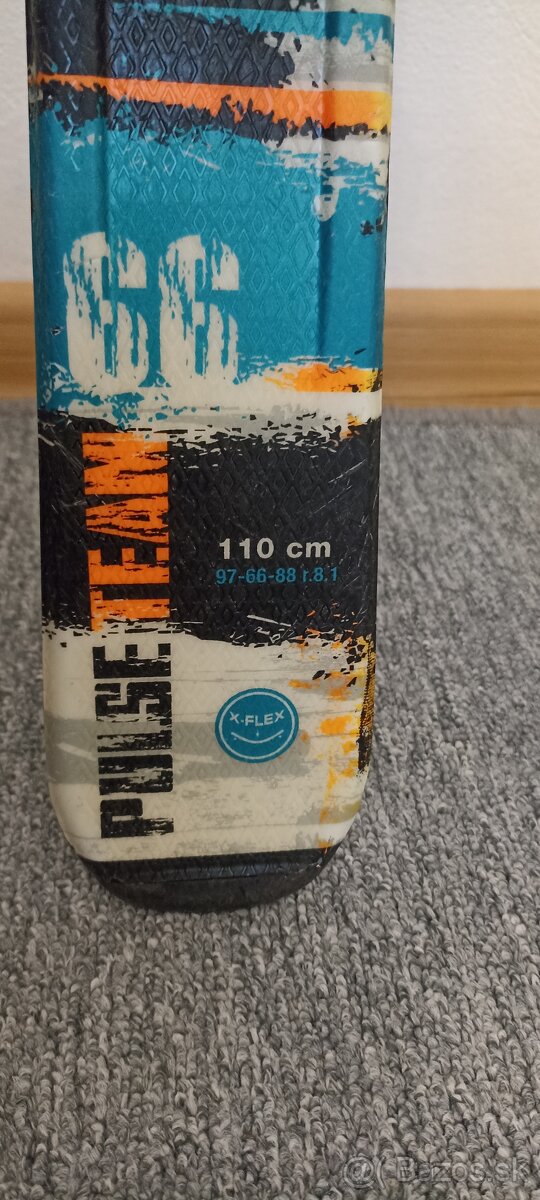 66
PULSE TEAM
110 cm
97-66-88 r.8.1
X-FLEX
@Bazos.sk